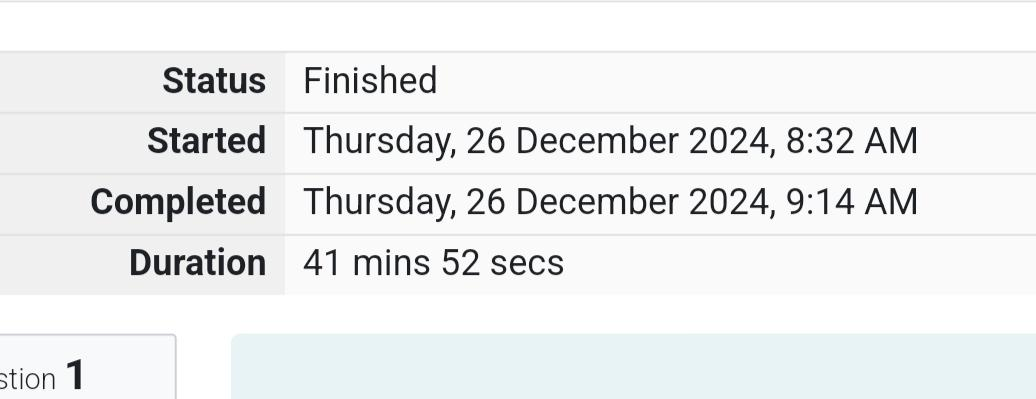 Status Finished
Started Thursday, 26 December 2024, 8:32 AM
Completed Thursday, 26 December 2024, 9:14 AM
Duration 41 mins 52 secs
stion 1